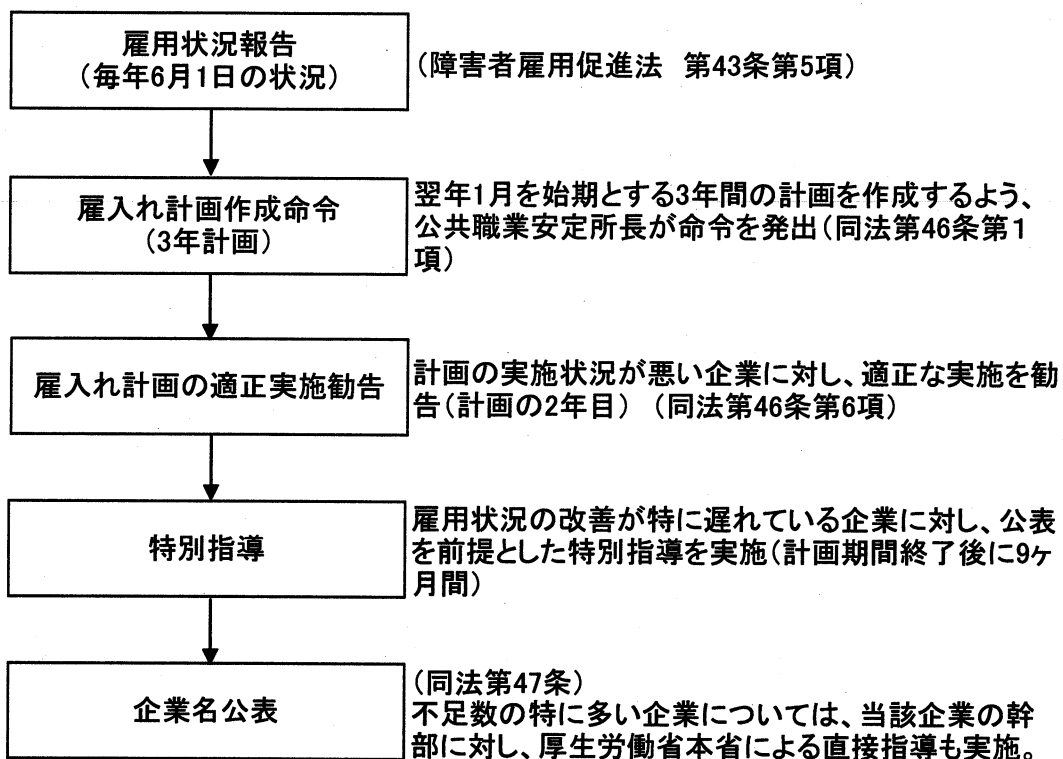 雇用状況報告
(毎年6月1日の状況)
(障害者雇用促進法 第43条第5項)
雇入れ計画作成命令
(3年計画)
翌年1月を始期とする3年間の計画を作成するよう、
公共職業安定所長が命令を発出(同法第46条第1
項)
雇入れ計画の適正実施勧告
計画の実施状況が悪い企業に対し、適正な実施を勧
告(計画の2年目) (同法第46条第6項)
特別指導
雇用状況の改善が特に遅れている企業に対し、公表
を前提とした特別指導を実施(計画期間終了後に9ヶ
月間)
企業名公表
(同法第47条)
不足数の特に多い企業については、当該企業の幹
部に対し、厚生労働省本省による直接指導も実施。